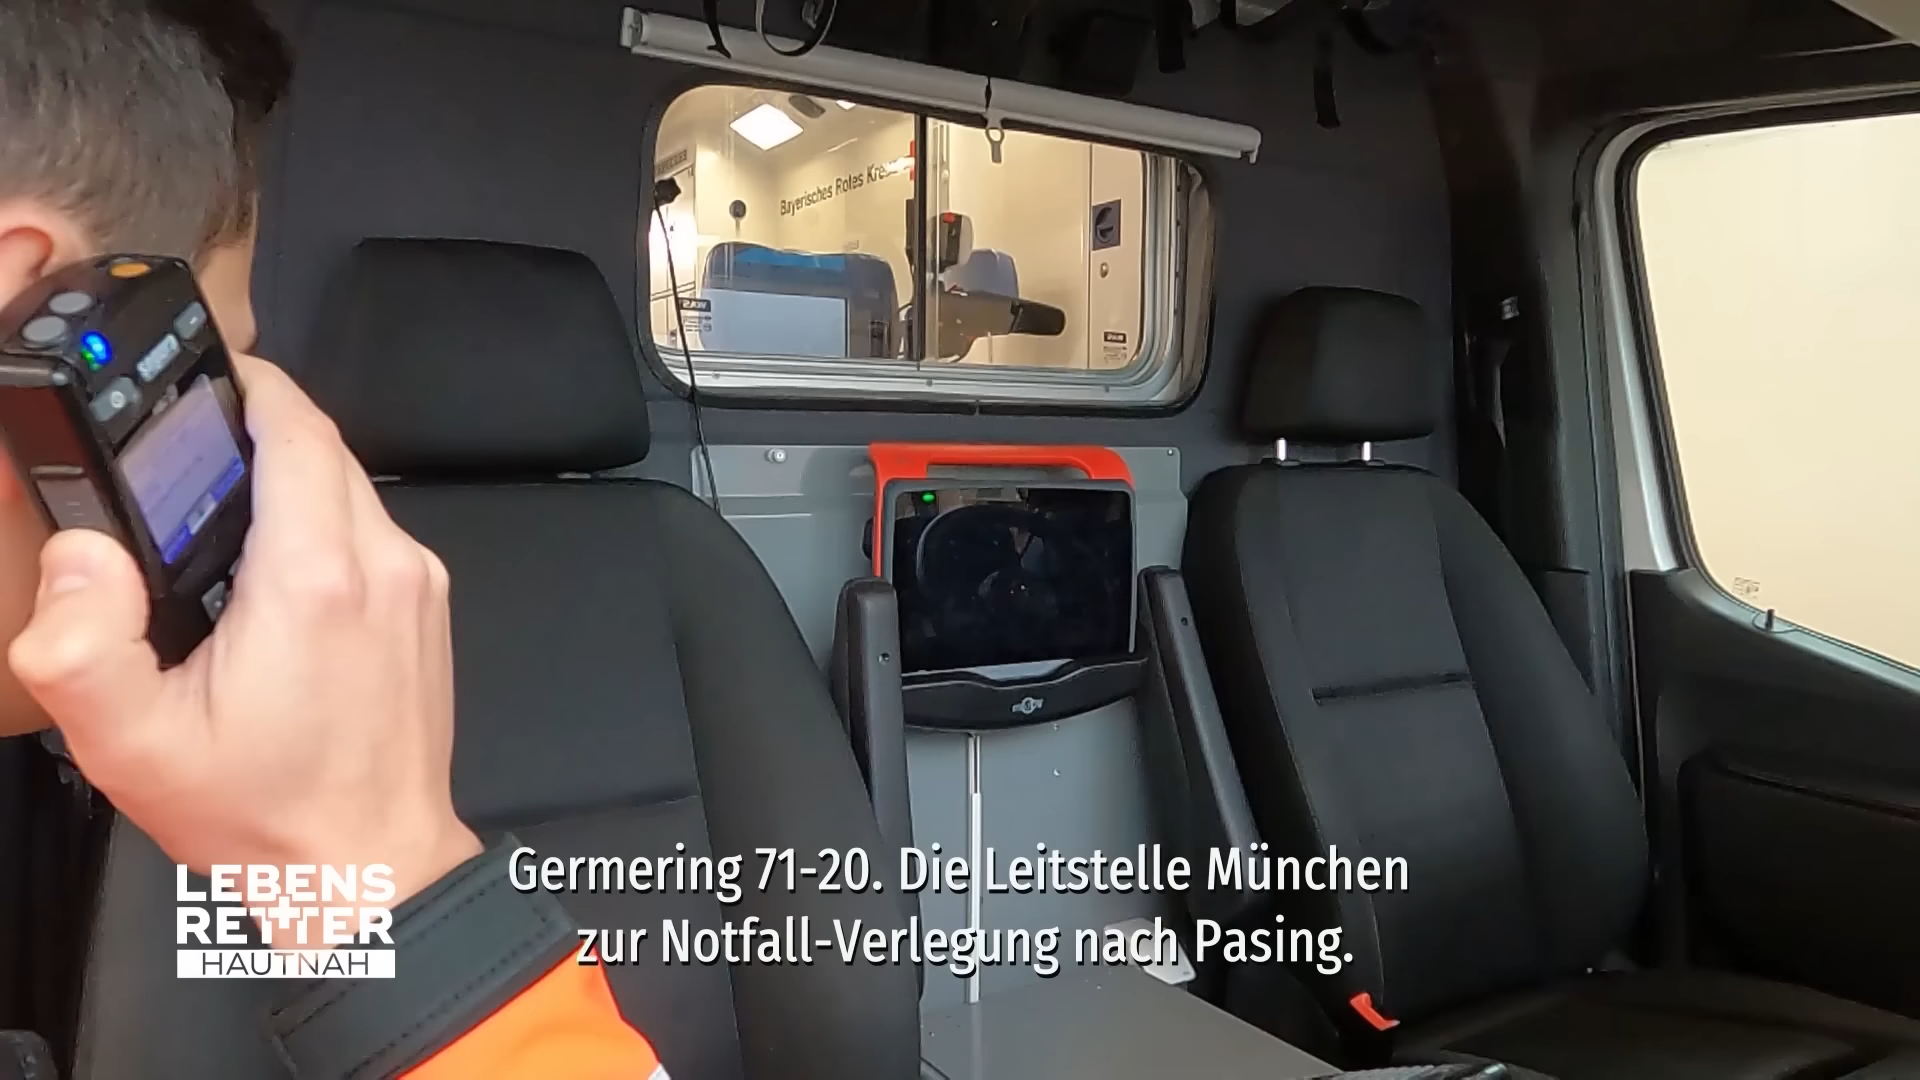 Bayerisches Rotes Kreuz
LEBENS
RETTER
HAUTNAH
Germering 71-20. Die Leitstelle München
zur Notfall-Verlegung nach Pasing.